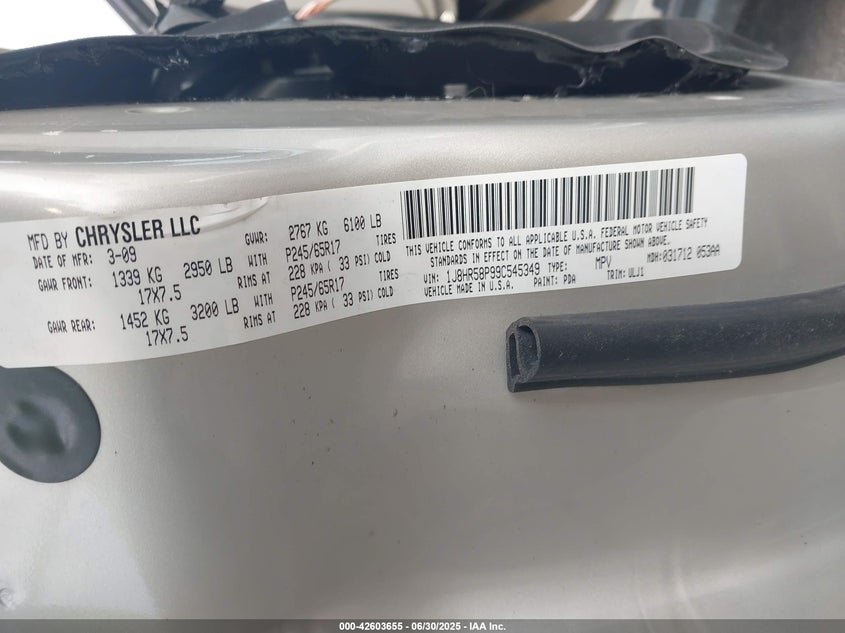 MFD BY CHRYSLER LLC
DATE OF MFR: 3-09 GVWR: 2767 KG 6100 LB
GAWR FRONT: 1339 KG 2950 LB WITH P245/65R17 TIRES
17X7.5 RIMS AT 228 KPA ( 33 PSI) COLD
GAWR REAR: 1452 KG 3200 LB WITH P245/65R17 TIRES
17X7.5 RIMS AT 228 KPA ( 33 PSI) COLD
THIS VEHICLE CONFORMS TO ALL APPLICABLE U.S.A. FEDERAL MOTOR VEHICLE SAFETY
STANDARDS IN EFFECT ON THE DATE OF MANUFACTURE SHOWN ABOVE.
MDH:031712 053AA
VIN: 1J8HR58P99C545349 TYPE: MPV
VEHICLE MADE IN U.S.A. PAINT: PDA TRIM: ULJ1
000-42603655 - 06/30/2025 - IAA Inc.